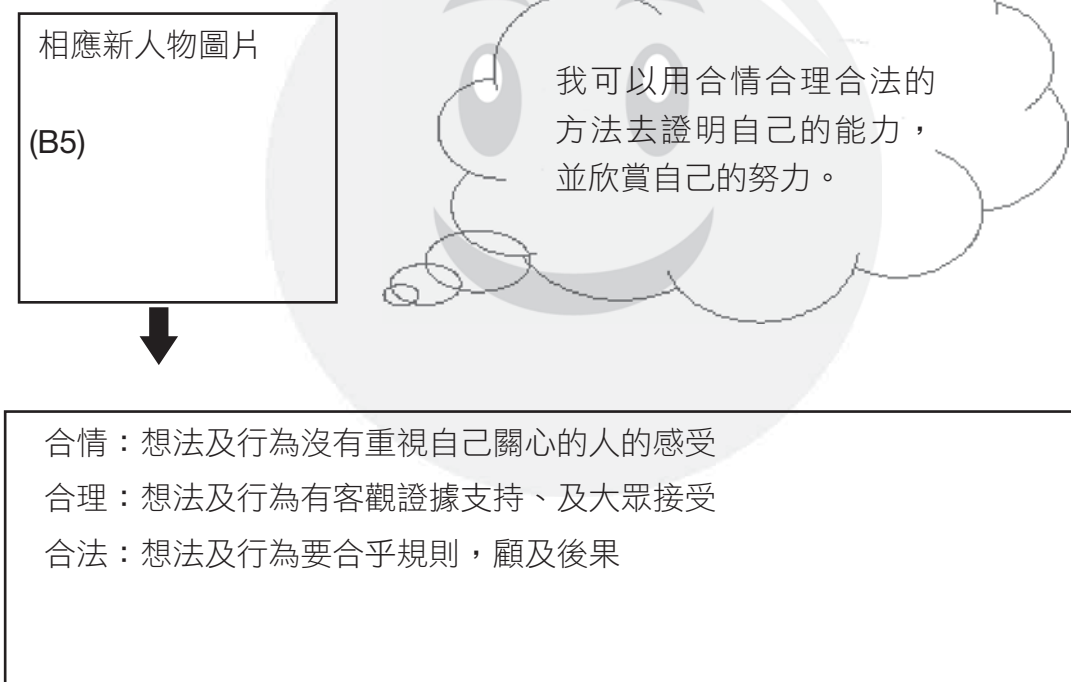 相應新人物圖片
(B5)
我可以用合情合理合法的
方法去證明自己的能力，
並欣賞自己的努力。
合情：想法及行為沒有重視自己關心的人的感受
合理：想法及行為有客觀證據支持、及大眾接受
合法：想法及行為要合乎規則，顧及後果